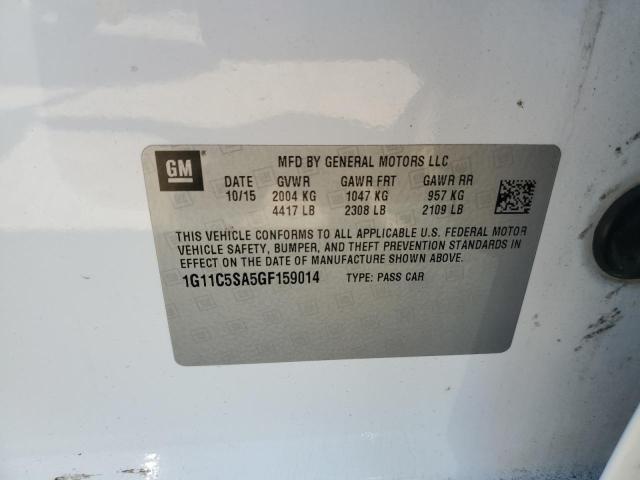 GM
MFD BY GENERAL MOTORS LLC
DATE GVWR GAWR FRT GAWR RR
10/15 2004 KG 1047 KG 957 KG
4417 LB 2308 LB 2109 LB
THIS VEHICLE CONFORMS TO ALL APPLICABLE U.S. FEDERAL MOTOR
VEHICLE SAFETY, BUMPER, AND THEFT PREVENTION STANDARDS IN
EFFECT ON THE DATE OF MANUFACTURE SHOWN ABOVE.
1G11C5SA5GF159014 TYPE: PASS CAR